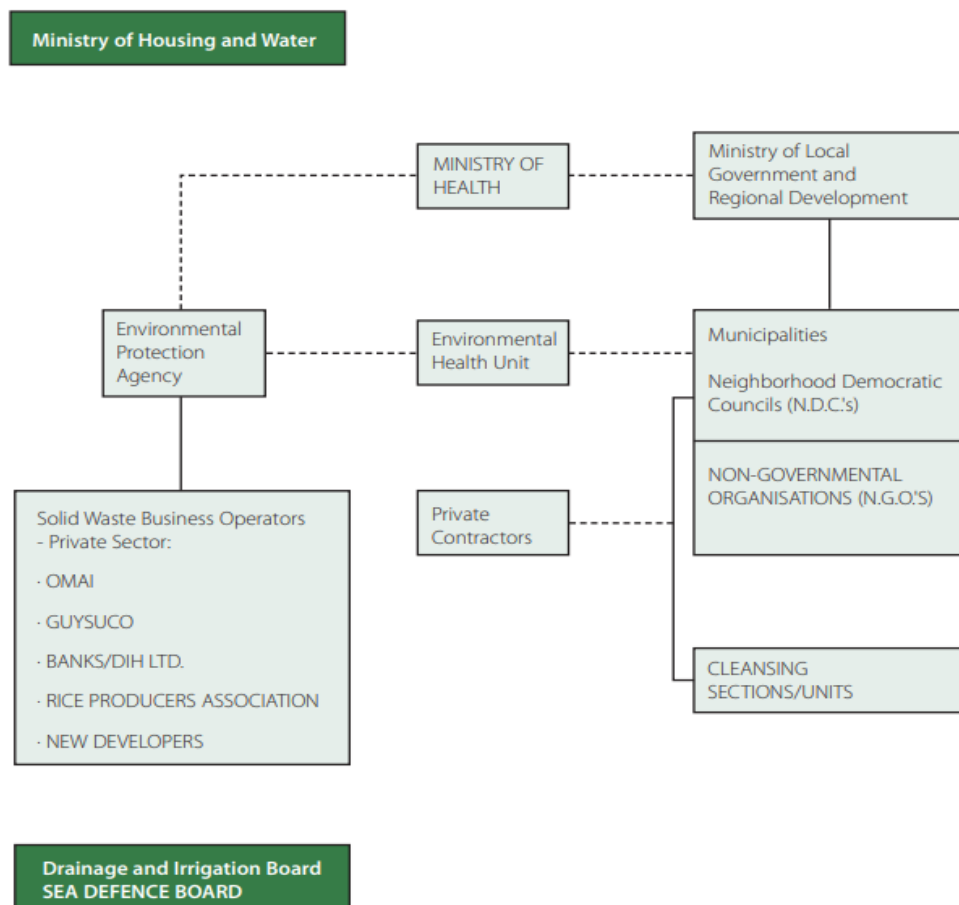 Ministry of Housing and Water
MINISTRY OF
HEALTH
Ministry of Local
Government and
Regional Development
Environmental
Protection
Agency
Environmental
Health Unit
Municipalities
Neighborhood Democratic
Councils (N.D.C.'s)
NON-GOVERNMENTAL
ORGANISATIONS (N.G.O.'S)
Solid Waste Business Operators
- Private Sector:
· OMAI
· GUYSUCO
· BANKS/DIH LTD.
· RICE PRODUCERS ASSOCIATION
· NEW DEVELOPERS
Private
Contractors
CLEANSING
SECTIONS/UNITS
Drainage and Irrigation Board
SEA DEFENCE BOARD